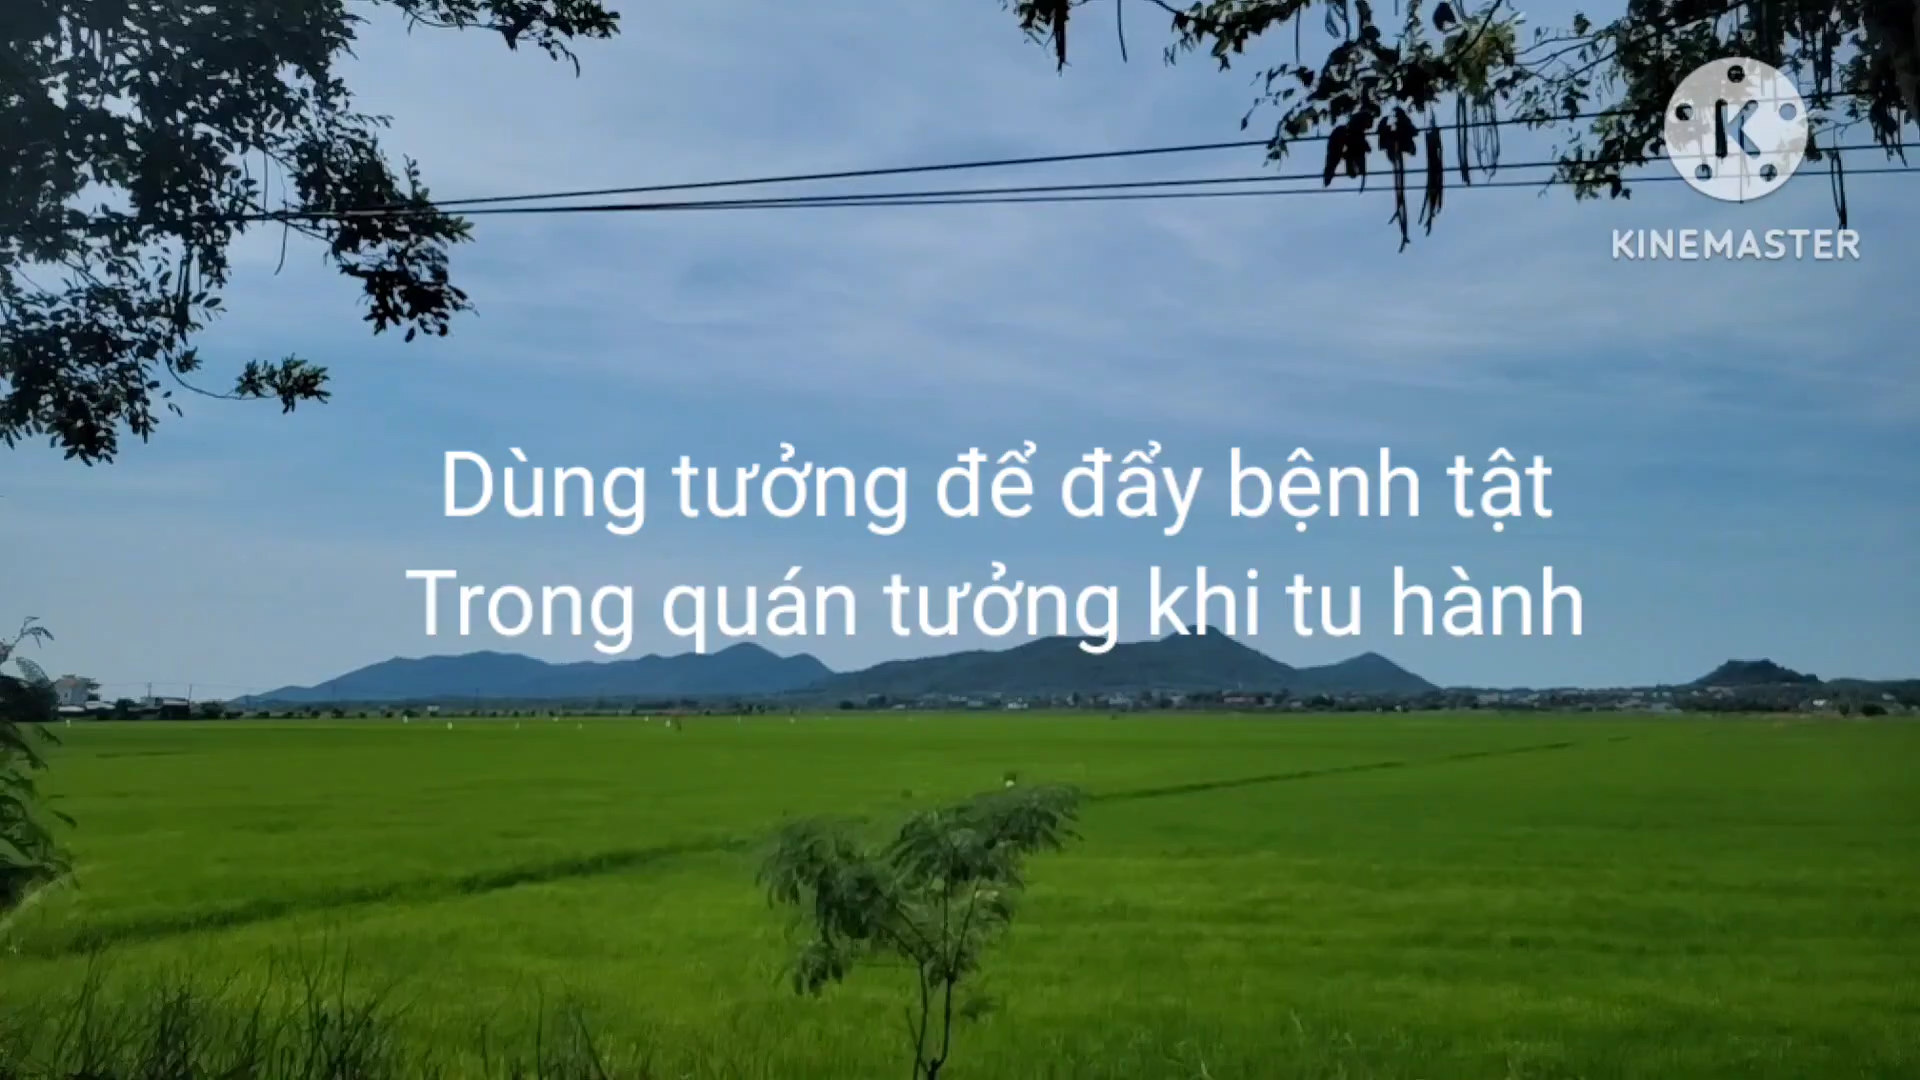 KINEMASTER
Dùng tưởng để đẩy bệnh tật
Trong quán tưởng khi tu hành